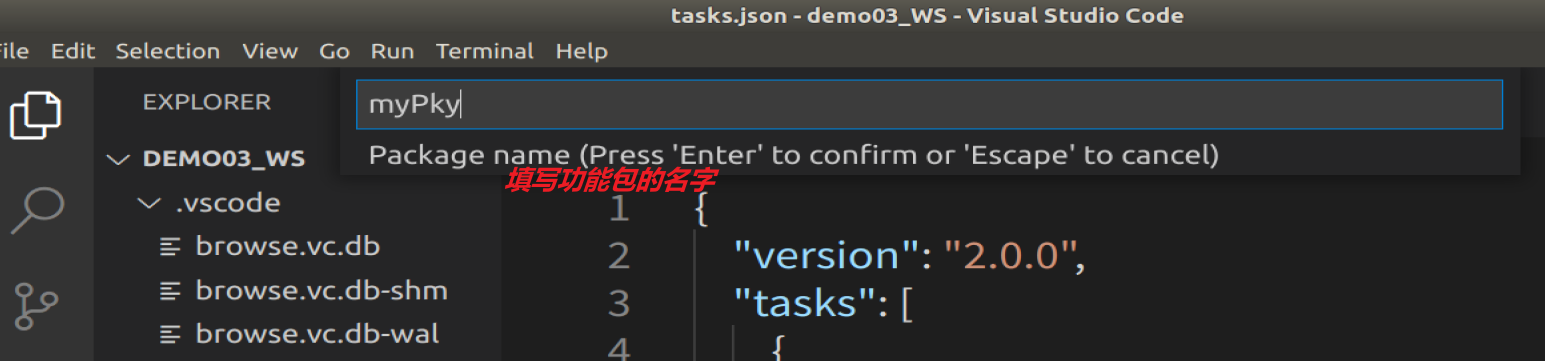 tasks.json - demo03_WS - Visual Studio Code
ile Edit Selection View Go Run Terminal Help
EXPLORER
myPky
DEMO03_WS
Package name (Press 'Enter' to confirm or 'Escape' to cancel)
填写功能包的名字
.vscode
browse.vc.db
browse.vc.db-shm
browse.vc.db-wal
1 {
2 "version": "2.0.0",
3 "tasks": [
4 {